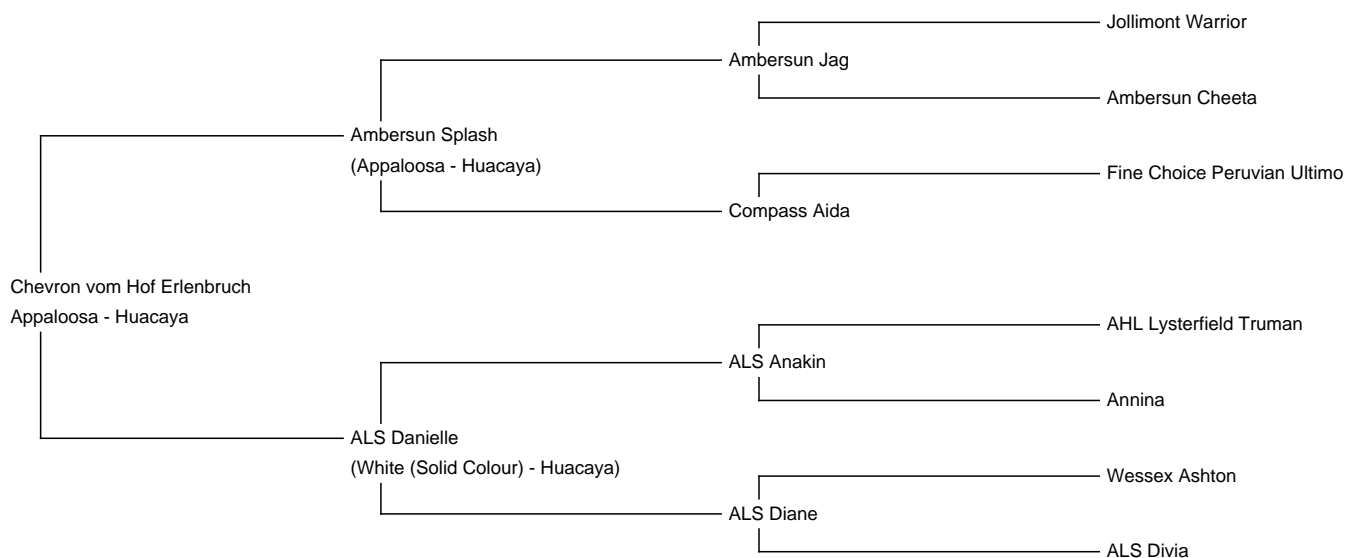 Jollimont Warrior
Ambersun Jag
Ambersun Cheeta
Ambersun Splash
(Appaloosa - Huacaya)
Fine Choice Peruvian Ultimo
Compass Aida
Chevron vom Hof Erlenbruch
Appaloosa - Huacaya
AHL Lysterfield Truman
ALS Anakin
Annina
ALS Danielle
(White (Solid Colour) - Huacaya)
Wessex Ashton
ALS Diane
ALS Divia